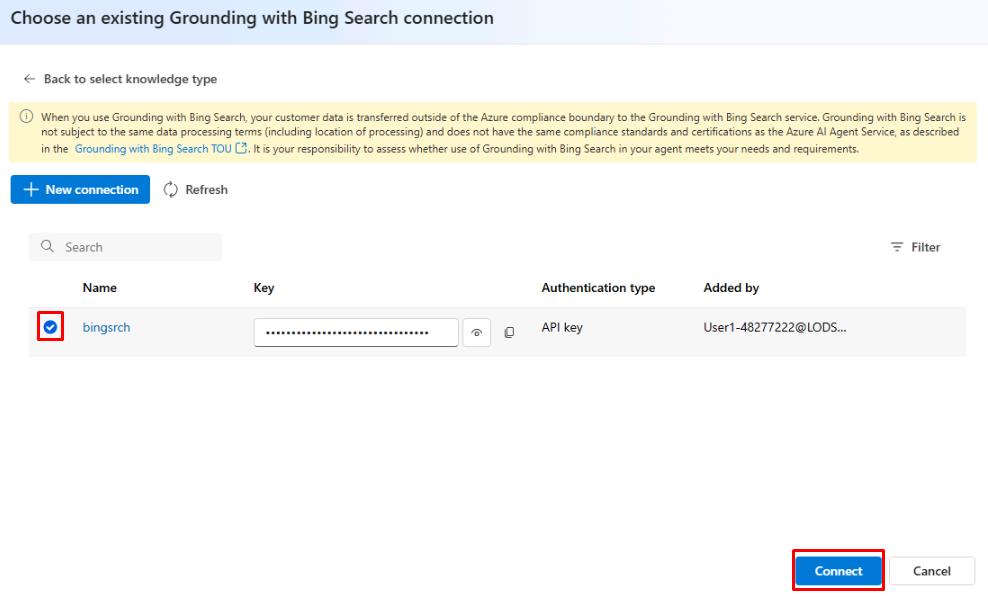 Choose an existing Grounding with Bing Search connection
Back to select knowledge type
When you use Grounding with Bing Search, your customer data is transferred outside of the Azure compliance boundary to the Grounding with Bing Search service. Grounding with Bing Search is
not subject to the same data processing terms (including location of processing) and does not have the same compliance standards and certifications as the Azure AI Agent Service, as described
in the Grounding with Bing Search TOU. It is your responsibility to assess whether use of Grounding with Bing Search in your agent meets your needs and requirements.
New connection Refresh
Search Filter
Name Key Authentication type Added by
bingsrch •••••••••••••••••••••••••••••••• API key User1-48277222@LODS...
Connect Cancel